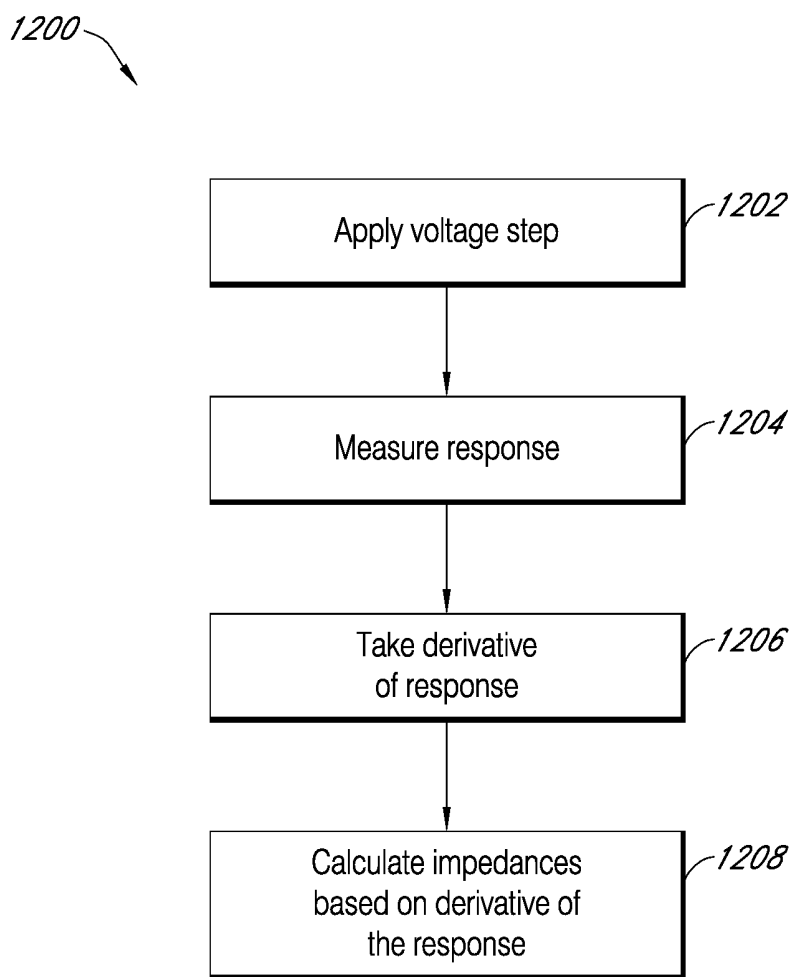 1200
Apply voltage step
1202
Measure response
1204
Take derivative
of response
1206
Calculate impedances
based on derivative of
the response
1208